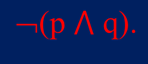 ¬(p ∧ q).